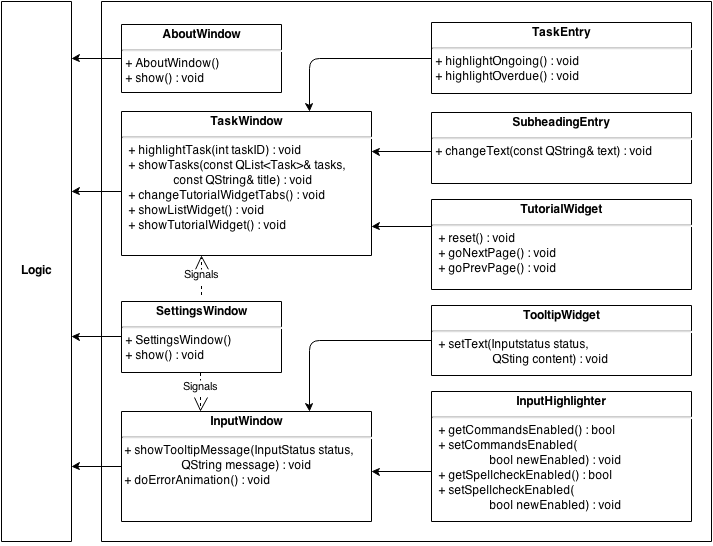 Logic
AboutWindow
+ AboutWindow()
+ show() : void
TaskWindow
+ highlightTask(int taskID) : void
+ showTasks(const QList<Task>& tasks,
const QString& title) : void
+ changeTutorialWidgetTabs() : void
+ showListWidget() : void
+ showTutorialWidget() : void
Signals
SettingsWindow
+ SettingsWindow()
+ show() : void
Signals
InputWindow
+ showTooltipMessage(InputStatus status,
QString message) : void
+ doErrorAnimation() : void
TaskEntry
+ highlightOngoing() : void
+ highlightOverdue() : void
SubheadingEntry
+ changeText(const QString& text) : void
TutorialWidget
+ reset() : void
+ goNextPage() : void
+ goPrevPage() : void
TooltipWidget
+ setText(Inputstatus status,
QSting content) : void
InputHighlighter
+ getCommandsEnabled() : bool
+ setCommandsEnabled(
bool newEnabled) : void
+ getSpellcheckEnabled() : bool
+ setSpellcheckEnabled(
bool newEnabled) : void